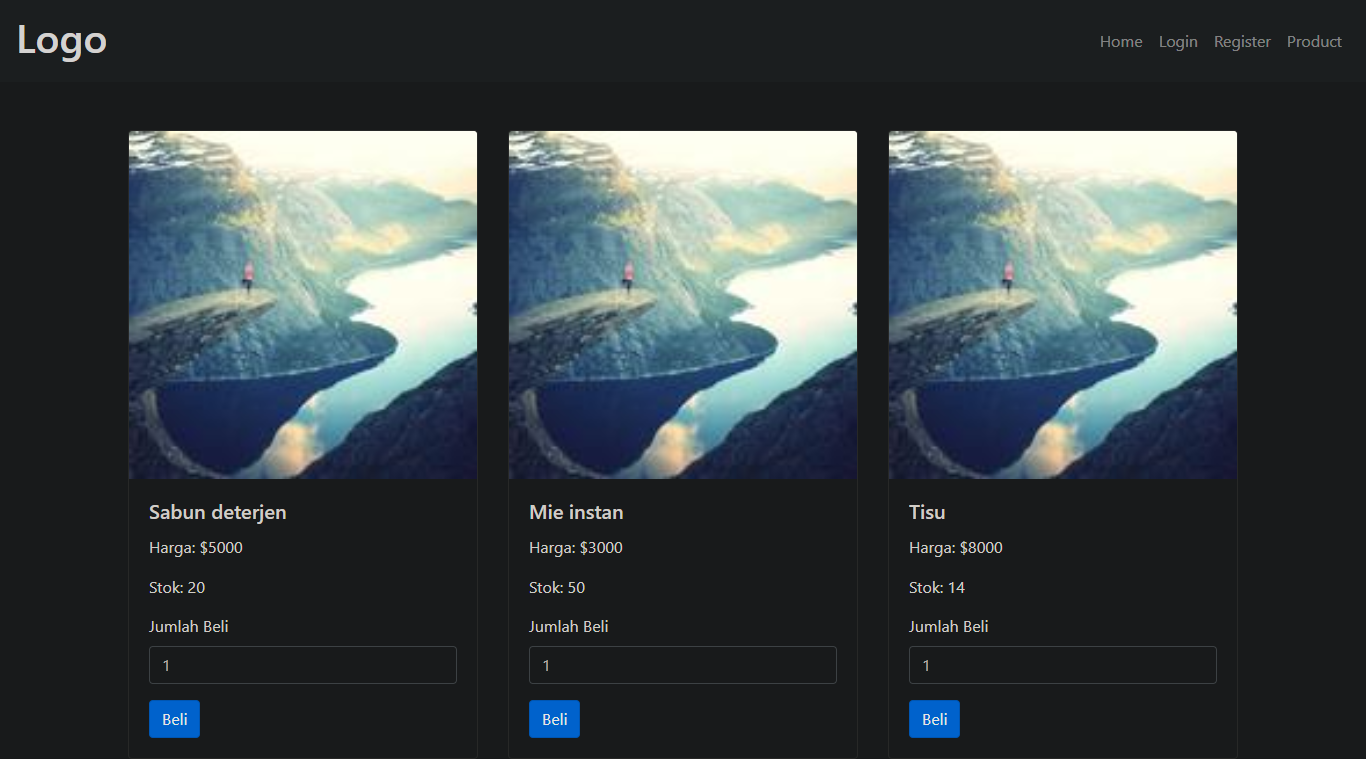 Logo
Home Login Register Product
Sabun deterjen
Harga: $5000
Stok: 20
Jumlah Beli
1
Beli
Mie instan
Harga: $3000
Stok: 50
Jumlah Beli
1
Beli
Tisu
Harga: $8000
Stok: 14
Jumlah Beli
1
Beli